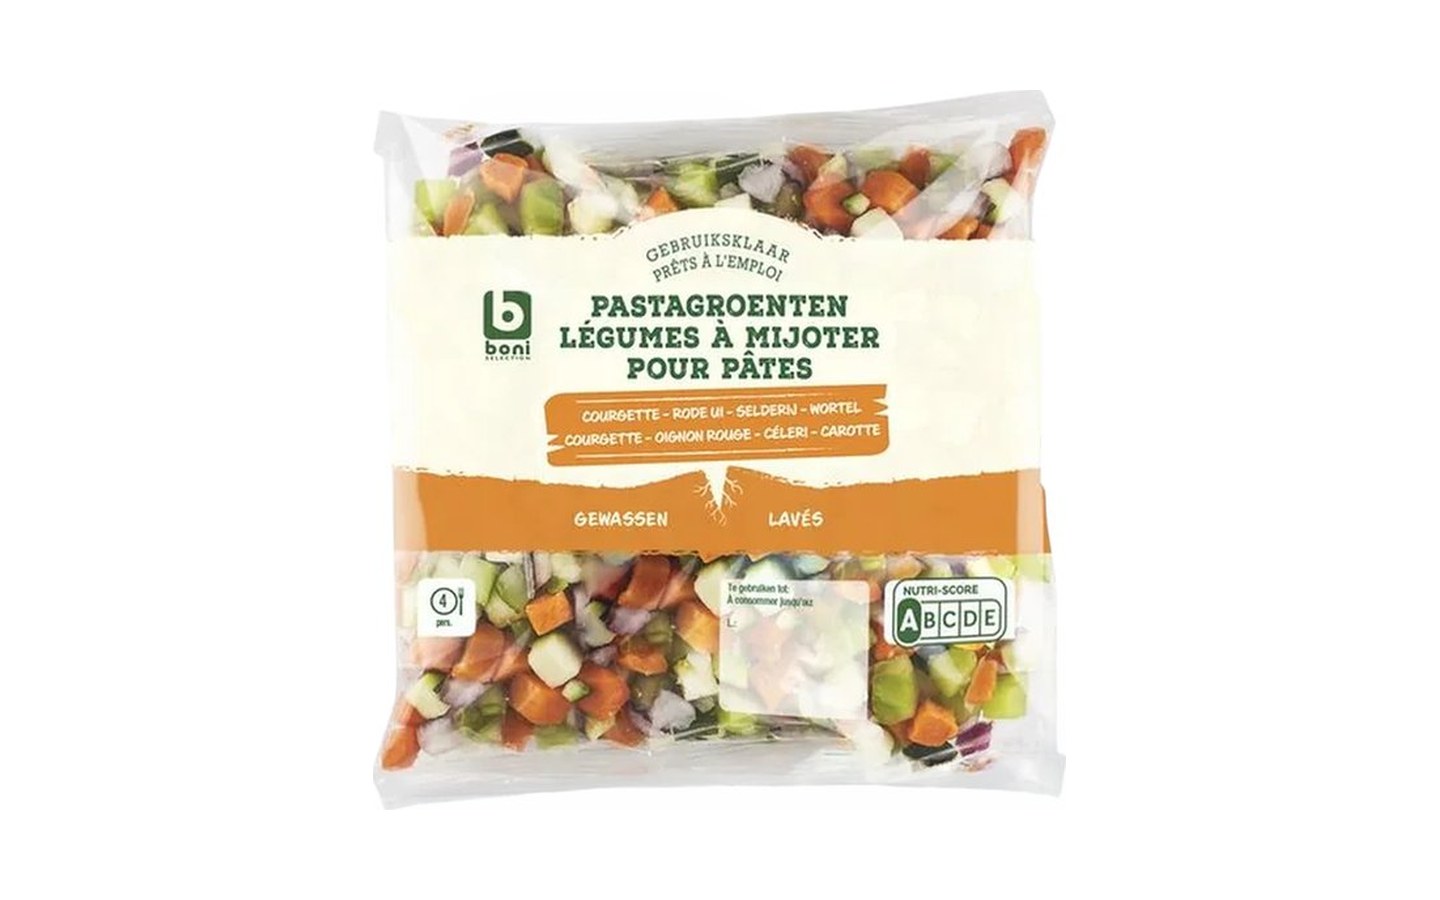 GEBRUIKSKLAAR
PRÊTS À L'EMPLOI
PASTAGROENTEN
LÉGUMES À MIJOTER
POUR PÂTES
boni
SELECTION
COURGETTE - RODE UI - SELDERIJ - WORTEL
COURGETTE - OIGNON ROUGE - CÉLERI - CAROTTE
GEWASSEN
LAVÉS
4
pers.
Te gebruiken tot:
À consommer jusqu'au:
L:
NUTRI-SCORE
A B C D E